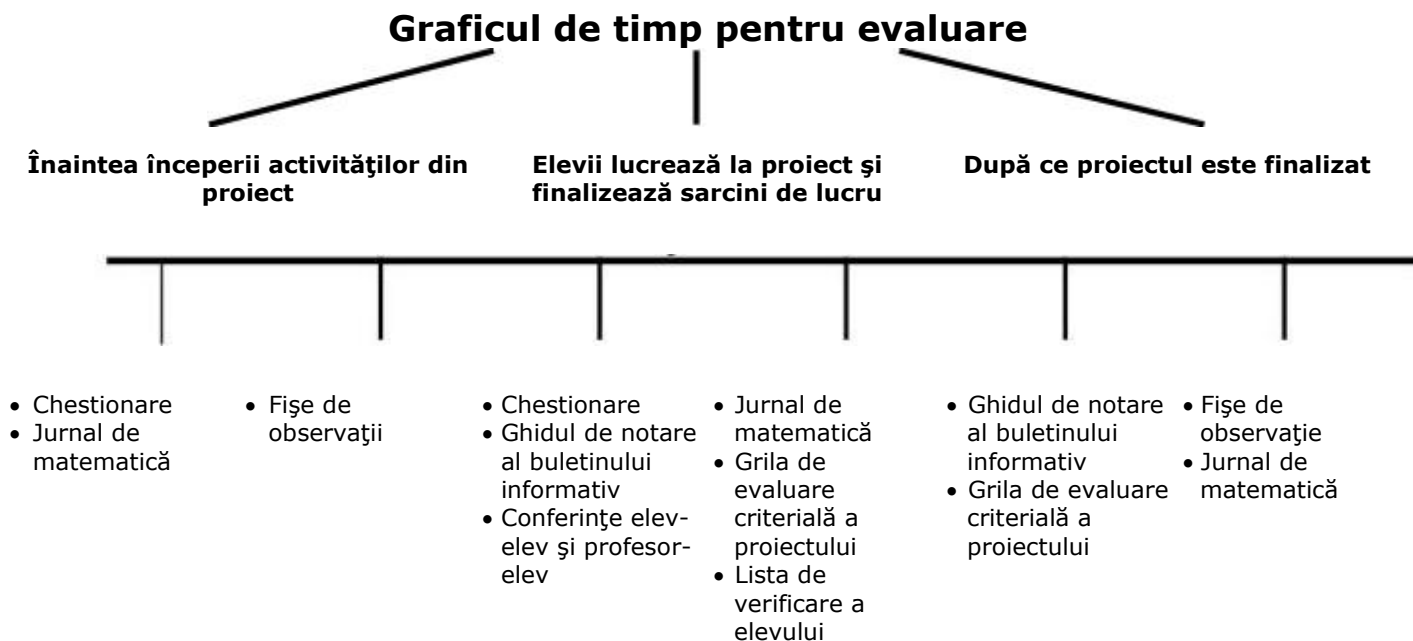 Graficul de timp pentru evaluare
Înaintea începerii activităţilor din
proiect
Elevii lucrează la proiect şi
finalizează sarcini de lucru
După ce proiectul este finalizat
• Chestionare
• Jurnal de
matematică
• Fişe de
observaţii
• Chestionare
• Ghidul de notare
al buletinului
informativ
• Conferinţe elev-
elev şi profesor-
elev
• Jurnal de
matematică
• Grila de
evaluare
criterială a
proiectului
• Lista de
verificare a
elevului
• Ghidul de notare
al buletinului
informativ
• Grila de evaluare
criterială a
proiectului
• Fişe de
observaţie
• Jurnal de
matematică